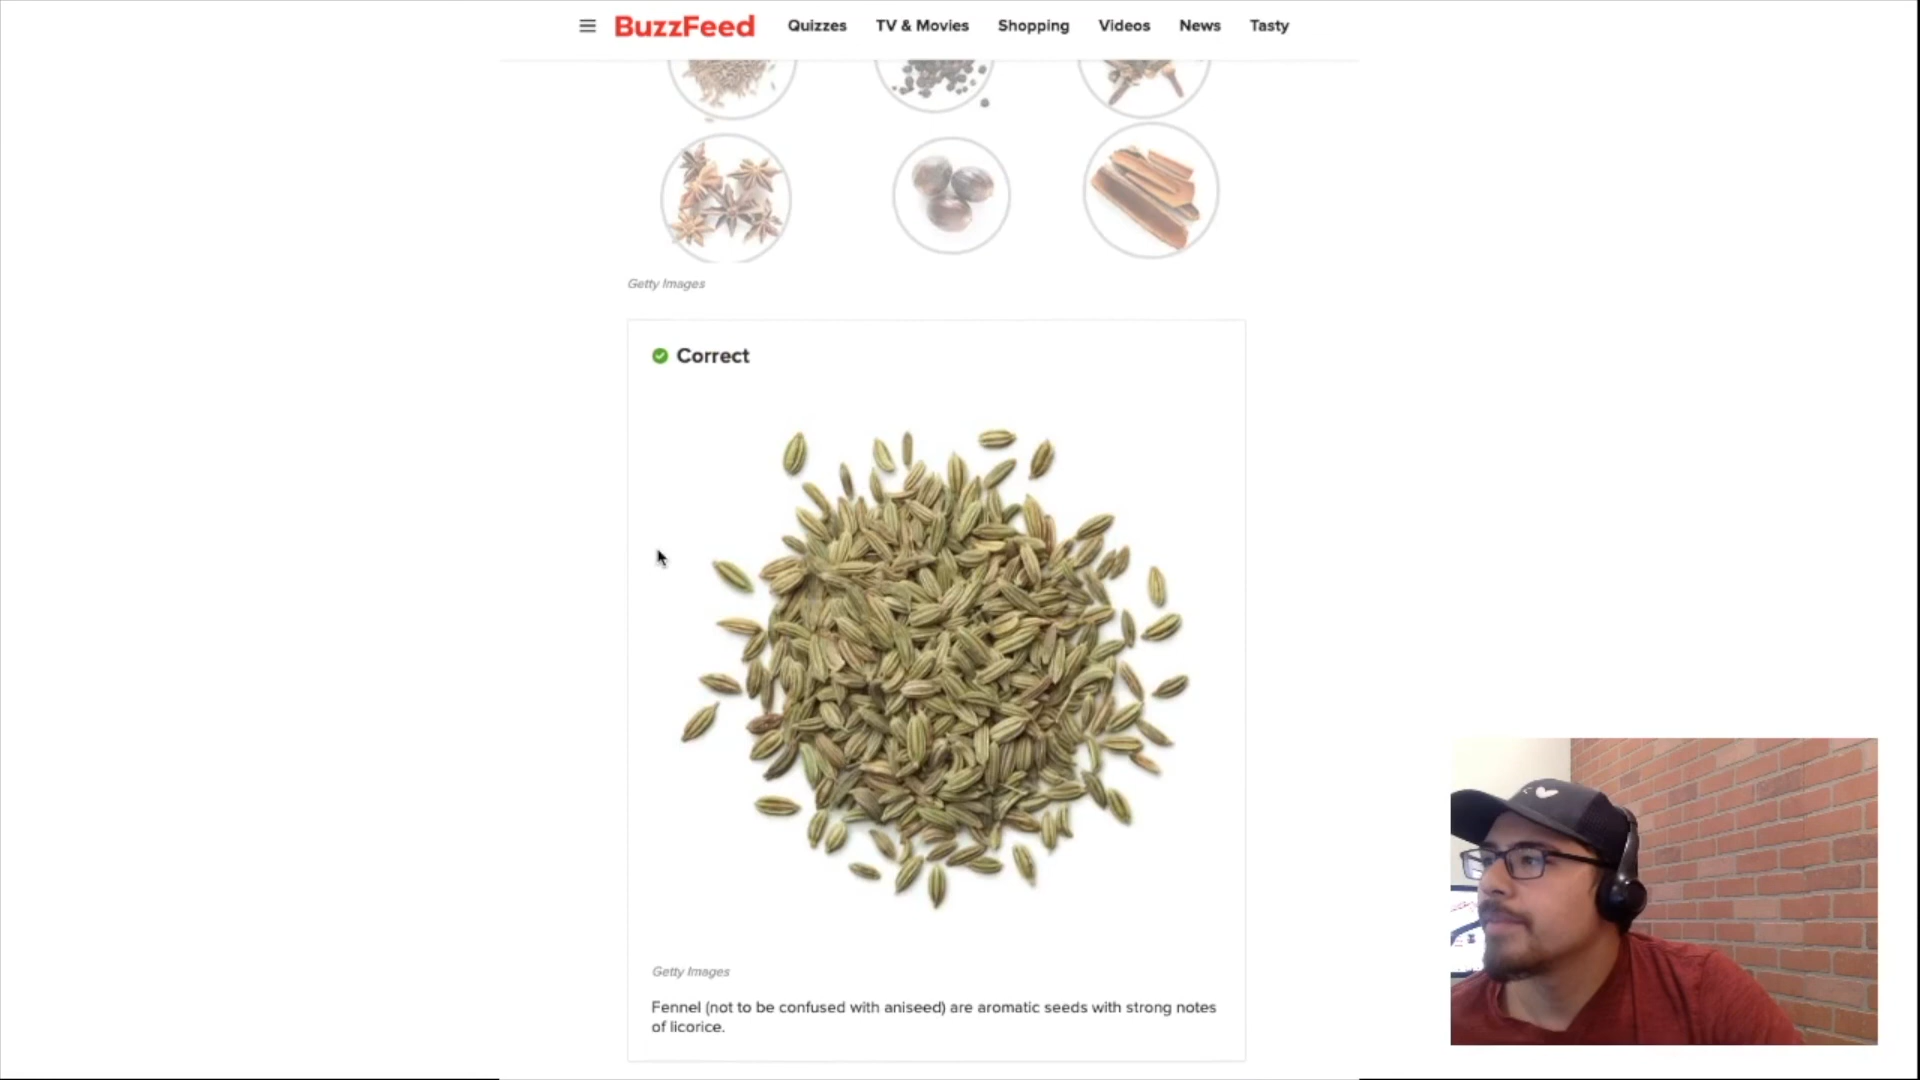 BuzzFeed Quizzes TV & Movies Shopping Videos News Tasty
Getty Images
Correct
Getty Images
Fennel (not to be confused with aniseed) are aromatic seeds with strong notes
of licorice.